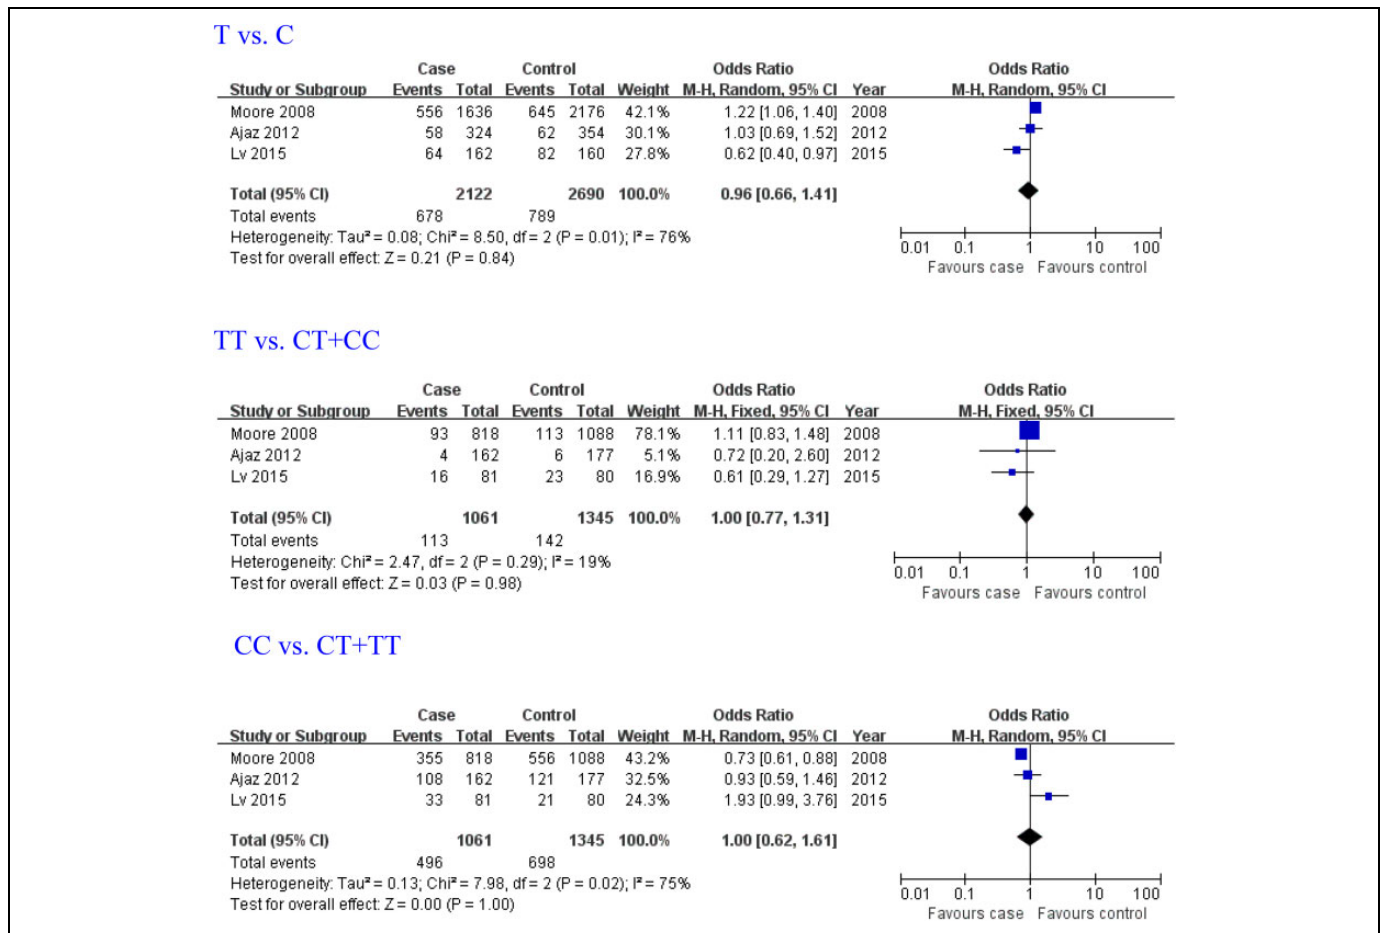 T vs. C
Case Control Odds Ratio Odds Ratio
Study or Subgroup Events Total Events Total Weight M-H, Random, 95% CI Year M-H, Random, 95% CI
Moore 2008 556 1636 645 2176 42.1% 1.22 [1.06, 1.40] 2008
Ajaz 2012 58 324 62 354 30.1% 1.03 [0.69, 1.52] 2012
Lv 2015 64 162 82 160 27.8% 0.62 [0.40, 0.97] 2015
Total (95% CI) 2122 2690 100.0% 0.96 [0.66, 1.41]
Total events 678 789
Heterogeneity: Tau² = 0.08; Chi² = 8.50, df = 2 (P = 0.01); I² = 76%
Test for overall effect: Z = 0.21 (P = 0.84)
0.01 0.1 1 10 100
Favours case Favours control
TT vs. CT+CC
Case Control Odds Ratio Odds Ratio
Study or Subgroup Events Total Events Total Weight M-H, Fixed, 95% CI Year M-H, Fixed, 95% CI
Moore 2008 93 818 113 1088 78.1% 1.11 [0.83, 1.48] 2008
Ajaz 2012 4 162 6 177 5.1% 0.72 [0.20, 2.60] 2012
Lv 2015 16 81 23 80 16.9% 0.61 [0.29, 1.27] 2015
Total (95% CI) 1061 1345 100.0% 1.00 [0.77, 1.31]
Total events 113 142
Heterogeneity: Chi² = 2.47, df = 2 (P = 0.29); I² = 19%
Test for overall effect: Z = 0.03 (P = 0.98)
0.01 0.1 1 10 100
Favours case Favours control
CC vs. CT+TT
Case Control Odds Ratio Odds Ratio
Study or Subgroup Events Total Events Total Weight M-H, Random, 95% CI Year M-H, Random, 95% CI
Moore 2008 355 818 556 1088 43.2% 0.73 [0.61, 0.88] 2008
Ajaz 2012 108 162 121 177 32.5% 0.93 [0.59, 1.46] 2012
Lv 2015 33 81 21 80 24.3% 1.93 [0.99, 3.76] 2015
Total (95% CI) 1061 1345 100.0% 1.00 [0.62, 1.61]
Total events 496 698
Heterogeneity: Tau² = 0.13; Chi² = 7.98, df = 2 (P = 0.02); I² = 75%
Test for overall effect: Z = 0.00 (P = 1.00)
0.01 0.1 1 10 100
Favours case Favours control